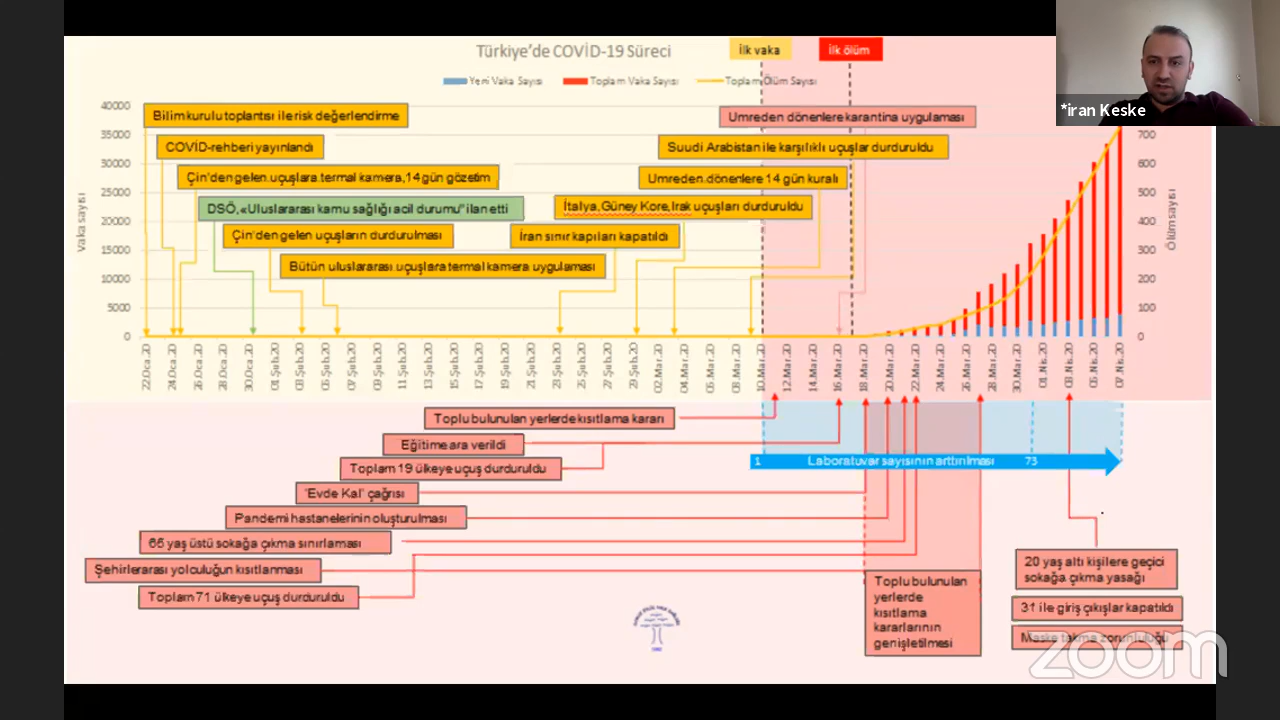 Türkiye'de COVİD-19 Süreci
İlk vaka
İlk ölüm
Yeni Vaka Sayısı
Toplam Vaka Sayısı
Toplam Ölüm Sayısı
*iran Keske
40000
35000
30000
25000
20000
15000
10000
5000
0
Vaka sayısı
700
600
500
400
300
200
100
0
Ölüm sayısı
Bilim kurulu toplantısı ile risk değerlendirme
COVİD-rehberi yayınlandı
Çin'den gelen uçuşlara termal kamera,14 gün gözetim
DSÖ, «Uluslararası kamu sağlığı acil durumu" ilan etti
Çin'den gelen uçuşların durdurulması
Bütün uluslararası uçuşlara termal kamera uygulaması
Umreden dönenlere karantina uygulaması
Suudi Arabistan ile karşılıklı uçuşlar durduruldu
Umreden dönenlere 14 gün kuralı
İtalya, Güney Kore, Irak uçuşları durduruldu
İran sınır kapıları kapatıldı
22.Oca.20
24.Oca.20
26.Oca.20
28.Oca.20
30.Oca.20
01.Şub.20
03.Şub.20
05.Şub.20
07.Şub.20
09.Şub.20
11.Şub.20
13.Şub.20
15.Şub.20
17.Şub.20
19.Şub.20
21.Şub.20
23.Şub.20
25.Şub.20
27.Şub.20
29.Şub.20
02.Mar.20
04.Mar.20
06.Mar.20
08.Mar.20
10.Mar.20
12.Mar.20
14.Mar.20
16.Mar.20
18.Mar.20
20.Mar.20
22.Mar.20
24.Mar.20
26.Mar.20
28.Mar.20
30.Mar.20
01.Nis.20
03.Nis.20
05.Nis.20
07.Nis.20
Toplu bulunulan yerlerde kısıtlama kararı
Eğitime ara verildi
Toplam 19 ülkeye uçuş durduruldu
'Evde Kal' çağrısı
Pandemi hastanelerinin oluşturulması
65 yaş üstü sokağa çıkma sınırlaması
Şehirlerarası yolculuğun kısıtlanması
Toplam 71 ülkeye uçuş durduruldu
1 Laboratuvar sayısının arttırılması 73
Toplu bulunulan
yerlerde
kısıtlama
kararlarının
genişletilmesi
20 yaş altı kişilere geçici
sokağa çıkma yasağı
31 ile giriş çıkışlar kapatıldı
Maske takma zorunluluğu
zoom